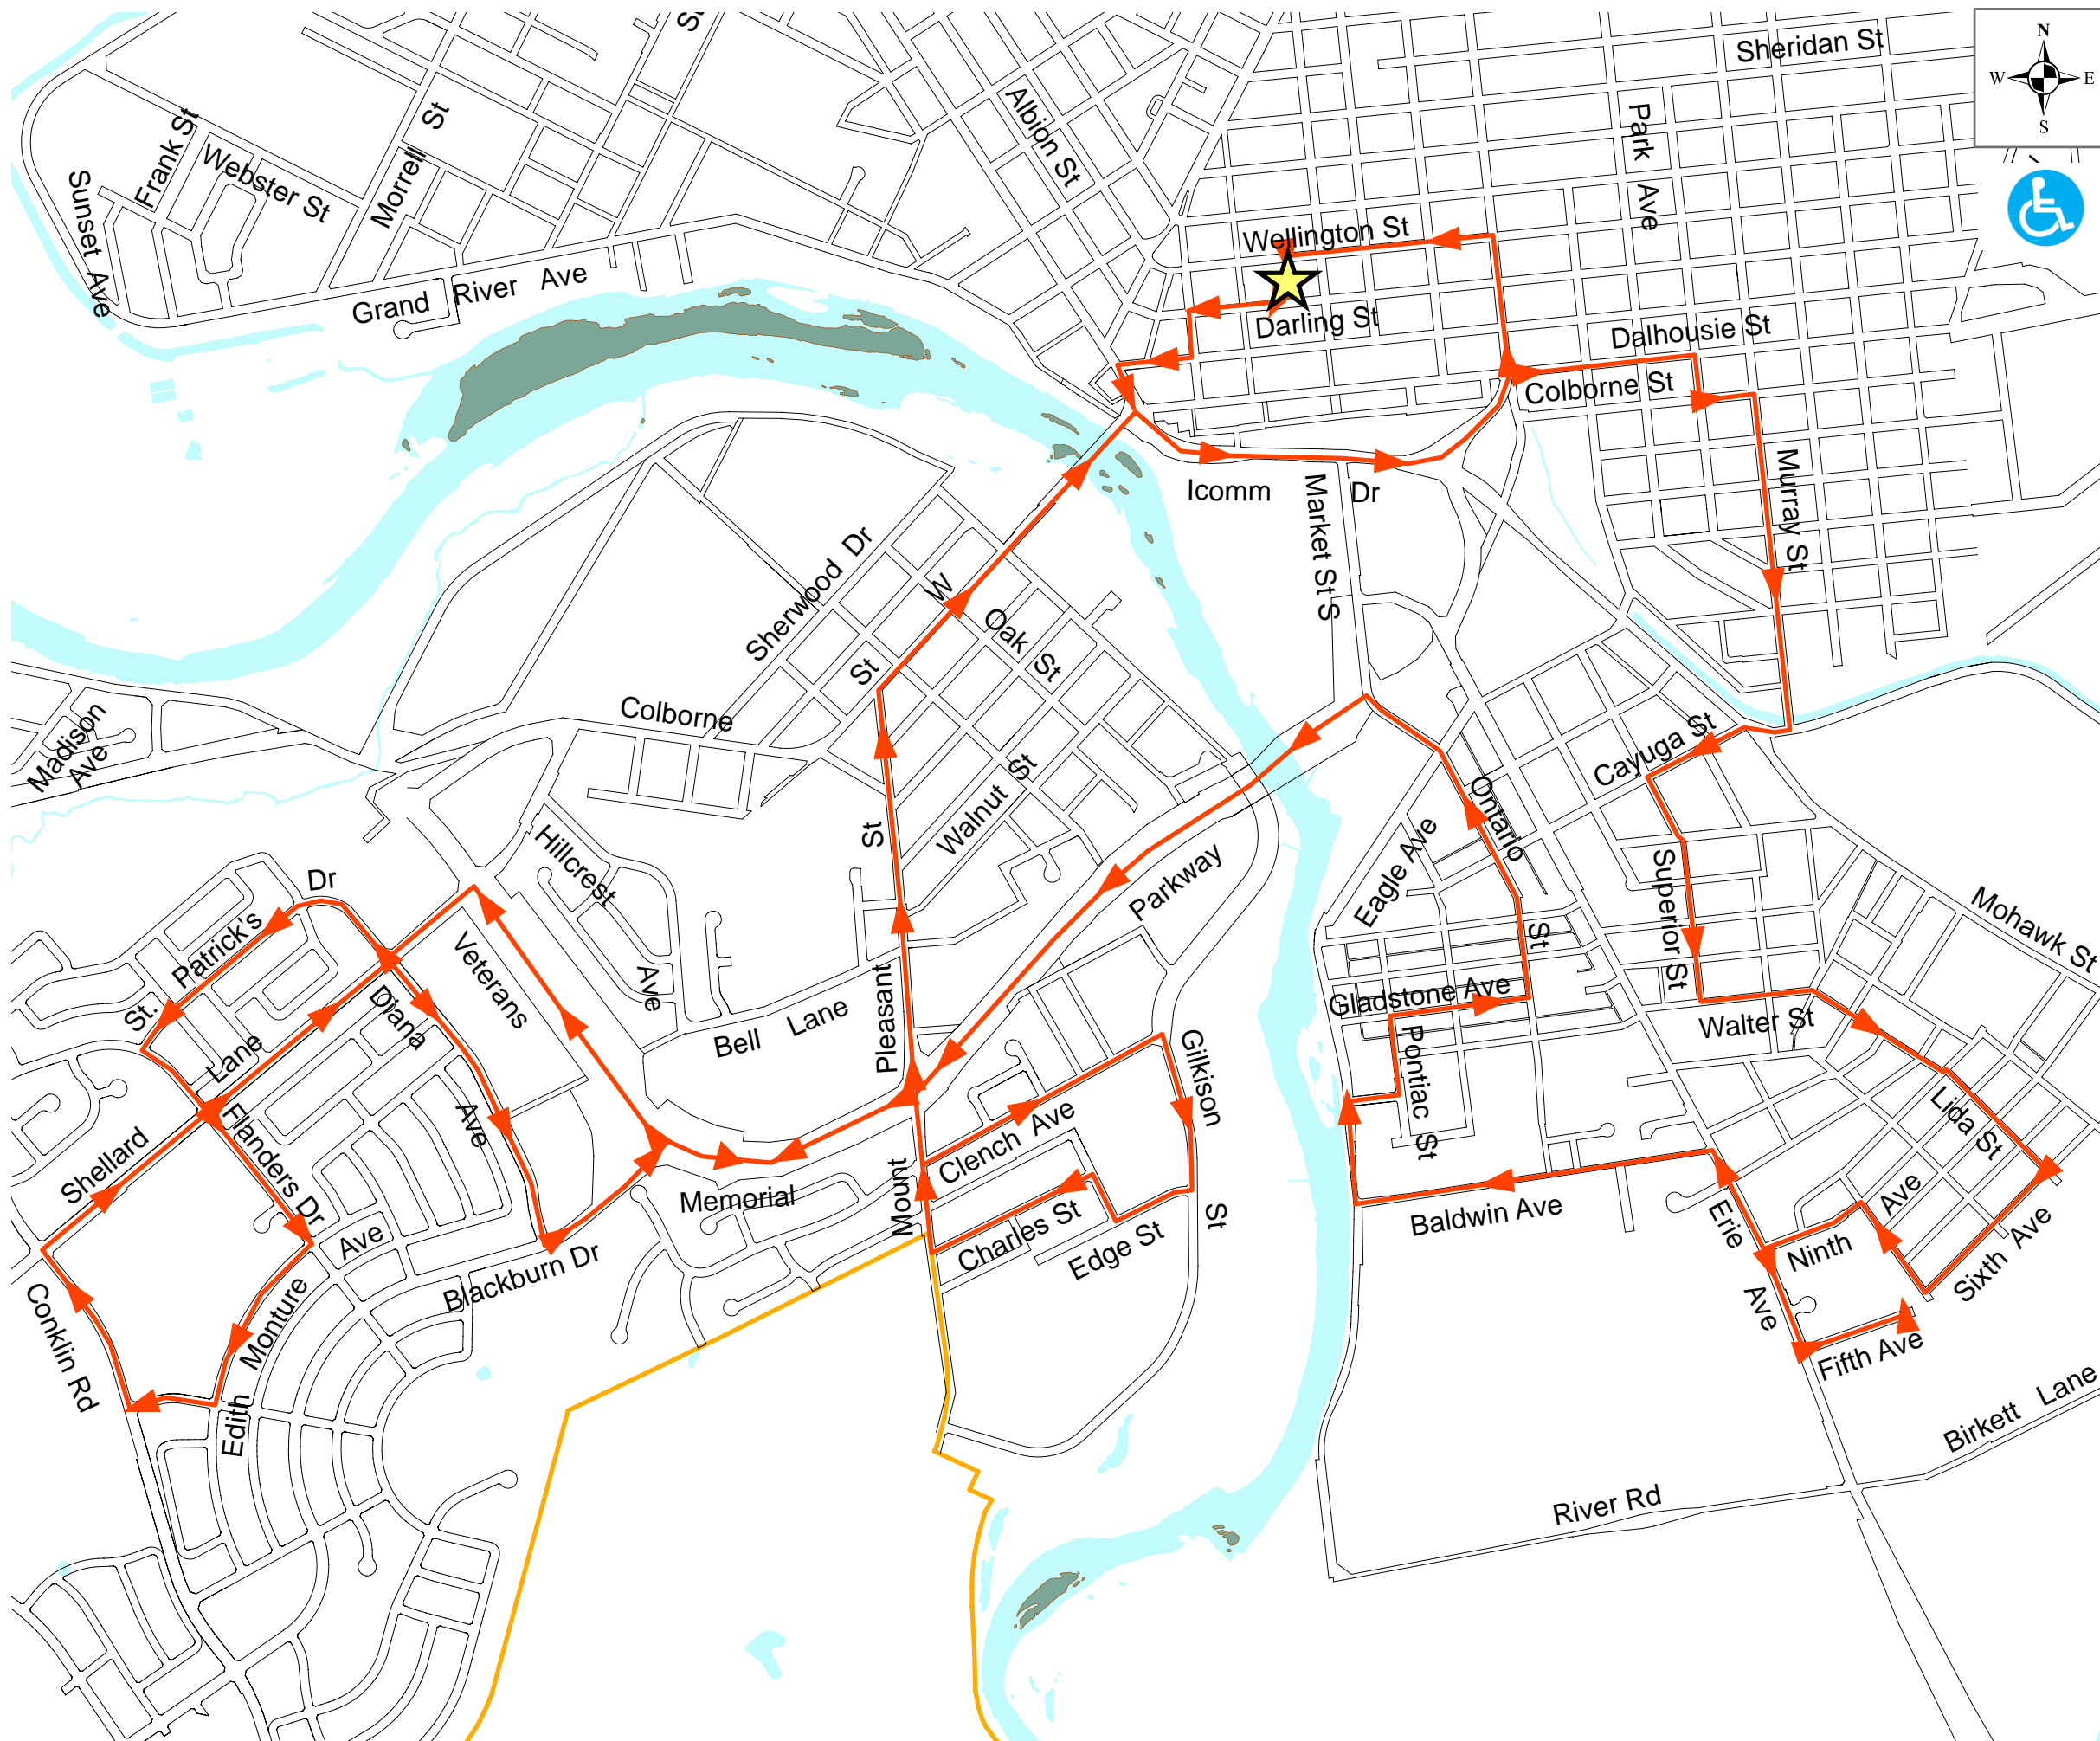 Sheridan St
N
W
E
S
St
Albion St
Park
Ave
Frank St
Webster St
Morrell
St
Sunset Ave
Wellington St
Grand River Ave
Darling St
Dalhousie St
Colborne St
Icomm
Dr
Market St S
Murray St
Sherwood Dr
W
St
Oak St
Colborne
Madison
Ave
Cayuga St
Walnut St
Ontario
St
Eagle Ave
Hillcrest
Ave
St
Parkway
Superior St
Mohawk St
Dr
St. Patrick's
Veterans
Diana
Ave
Lane
Bell Lane
Pleasant
Gladstone Ave
Walter St
Pontiac St
Gilkison
St
Clench Ave
Lida St
Shellard
Flanders Dr
Memorial
Mount
Charles St
Edge St
Baldwin Ave
Erie
Ave
Ninth
Ave
Sixth Ave
Ave
Blackburn Dr
Conklin Rd
Edith Monture
Fifth Ave
Birkett Lane
River Rd